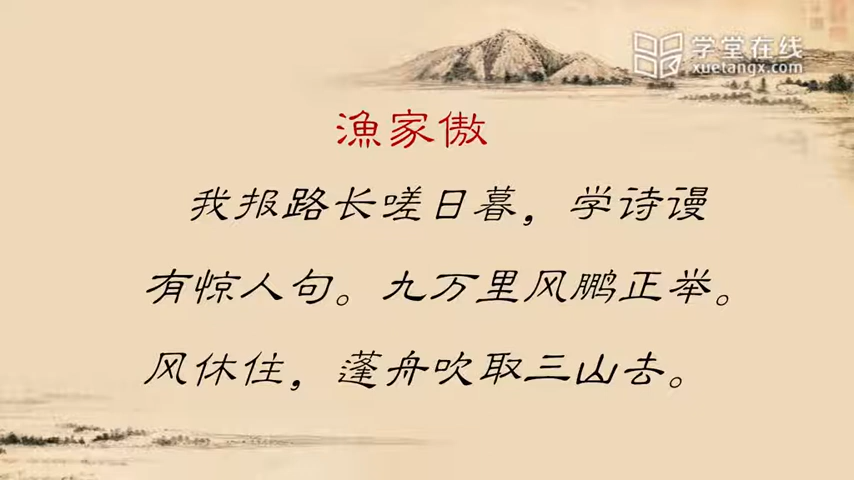 学堂在线
xuetangx.com
渔家傲
我报路长嗟日暮，学诗谩
有惊人句。九万里风鹏正举。
风休住，蓬舟吹取三山去。